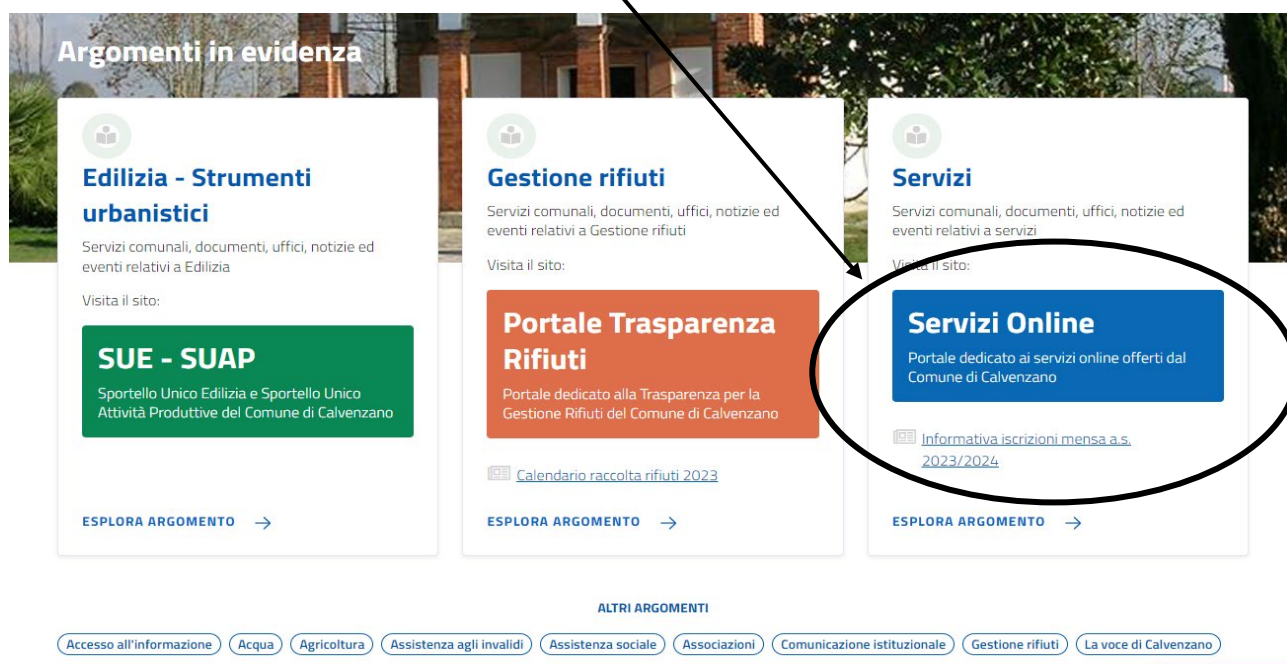 Argomenti in evidenza
Edilizia - Strumenti
urbanistici
Servizi comunali, documenti, uffici, notizie ed
eventi relativi a Edilizia
Visita il sito:
SUE - SUAP
Sportello Unico Edilizia e Sportello Unico
Attività Produttive del Comune di Calvenzano
ESPLORA ARGOMENTO
Gestione rifiuti
Servizi comunali, documenti, uffici, notizie ed
eventi relativi a Gestione rifiuti
Visita il sito:
Portale Trasparenza
Rifiuti
Portale dedicato alla Trasparenza per la
Gestione Rifiuti del Comune di Calvenzano
Calendario raccolta rifiuti 2023
ESPLORA ARGOMENTO
Servizi
Servizi comunali, documenti, uffici, notizie ed
eventi relativi a servizi
Visita il sito:
Servizi Online
Portale dedicato ai servizi online offerti dal
Comune di Calvenzano
Informativa iscrizioni mensa a.s.
2023/2024
ESPLORA ARGOMENTO
ALTRI ARGOMENTI
Accesso all'informazione Acqua Agricoltura Assistenza agli invalidi Assistenza sociale Associazioni Comunicazione istituzionale Gestione rifiuti La voce di Calvenzano